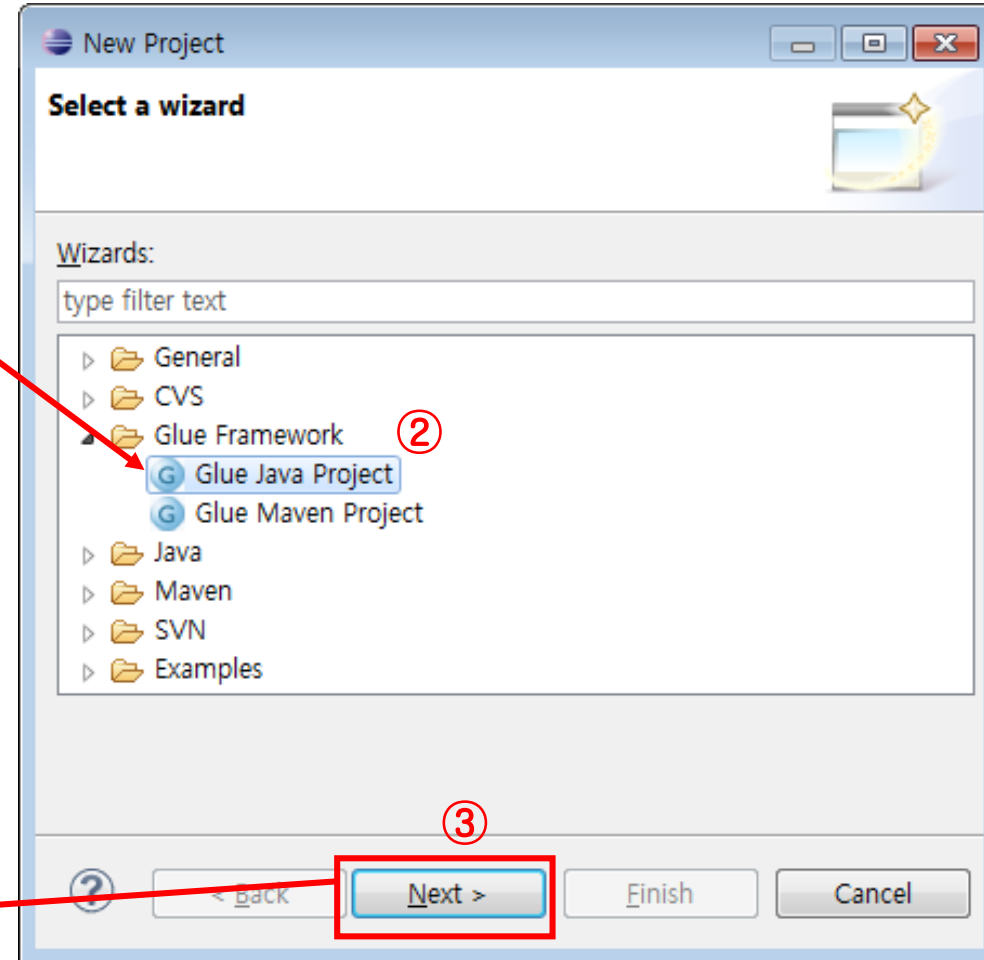 New Project
Select a wizard
Wizards:
type filter text
General
CVS
Glue Framework ②
G Glue Java Project
G Glue Maven Project
Java
Maven
SVN
Examples
③
? < Back Next > Finish Cancel